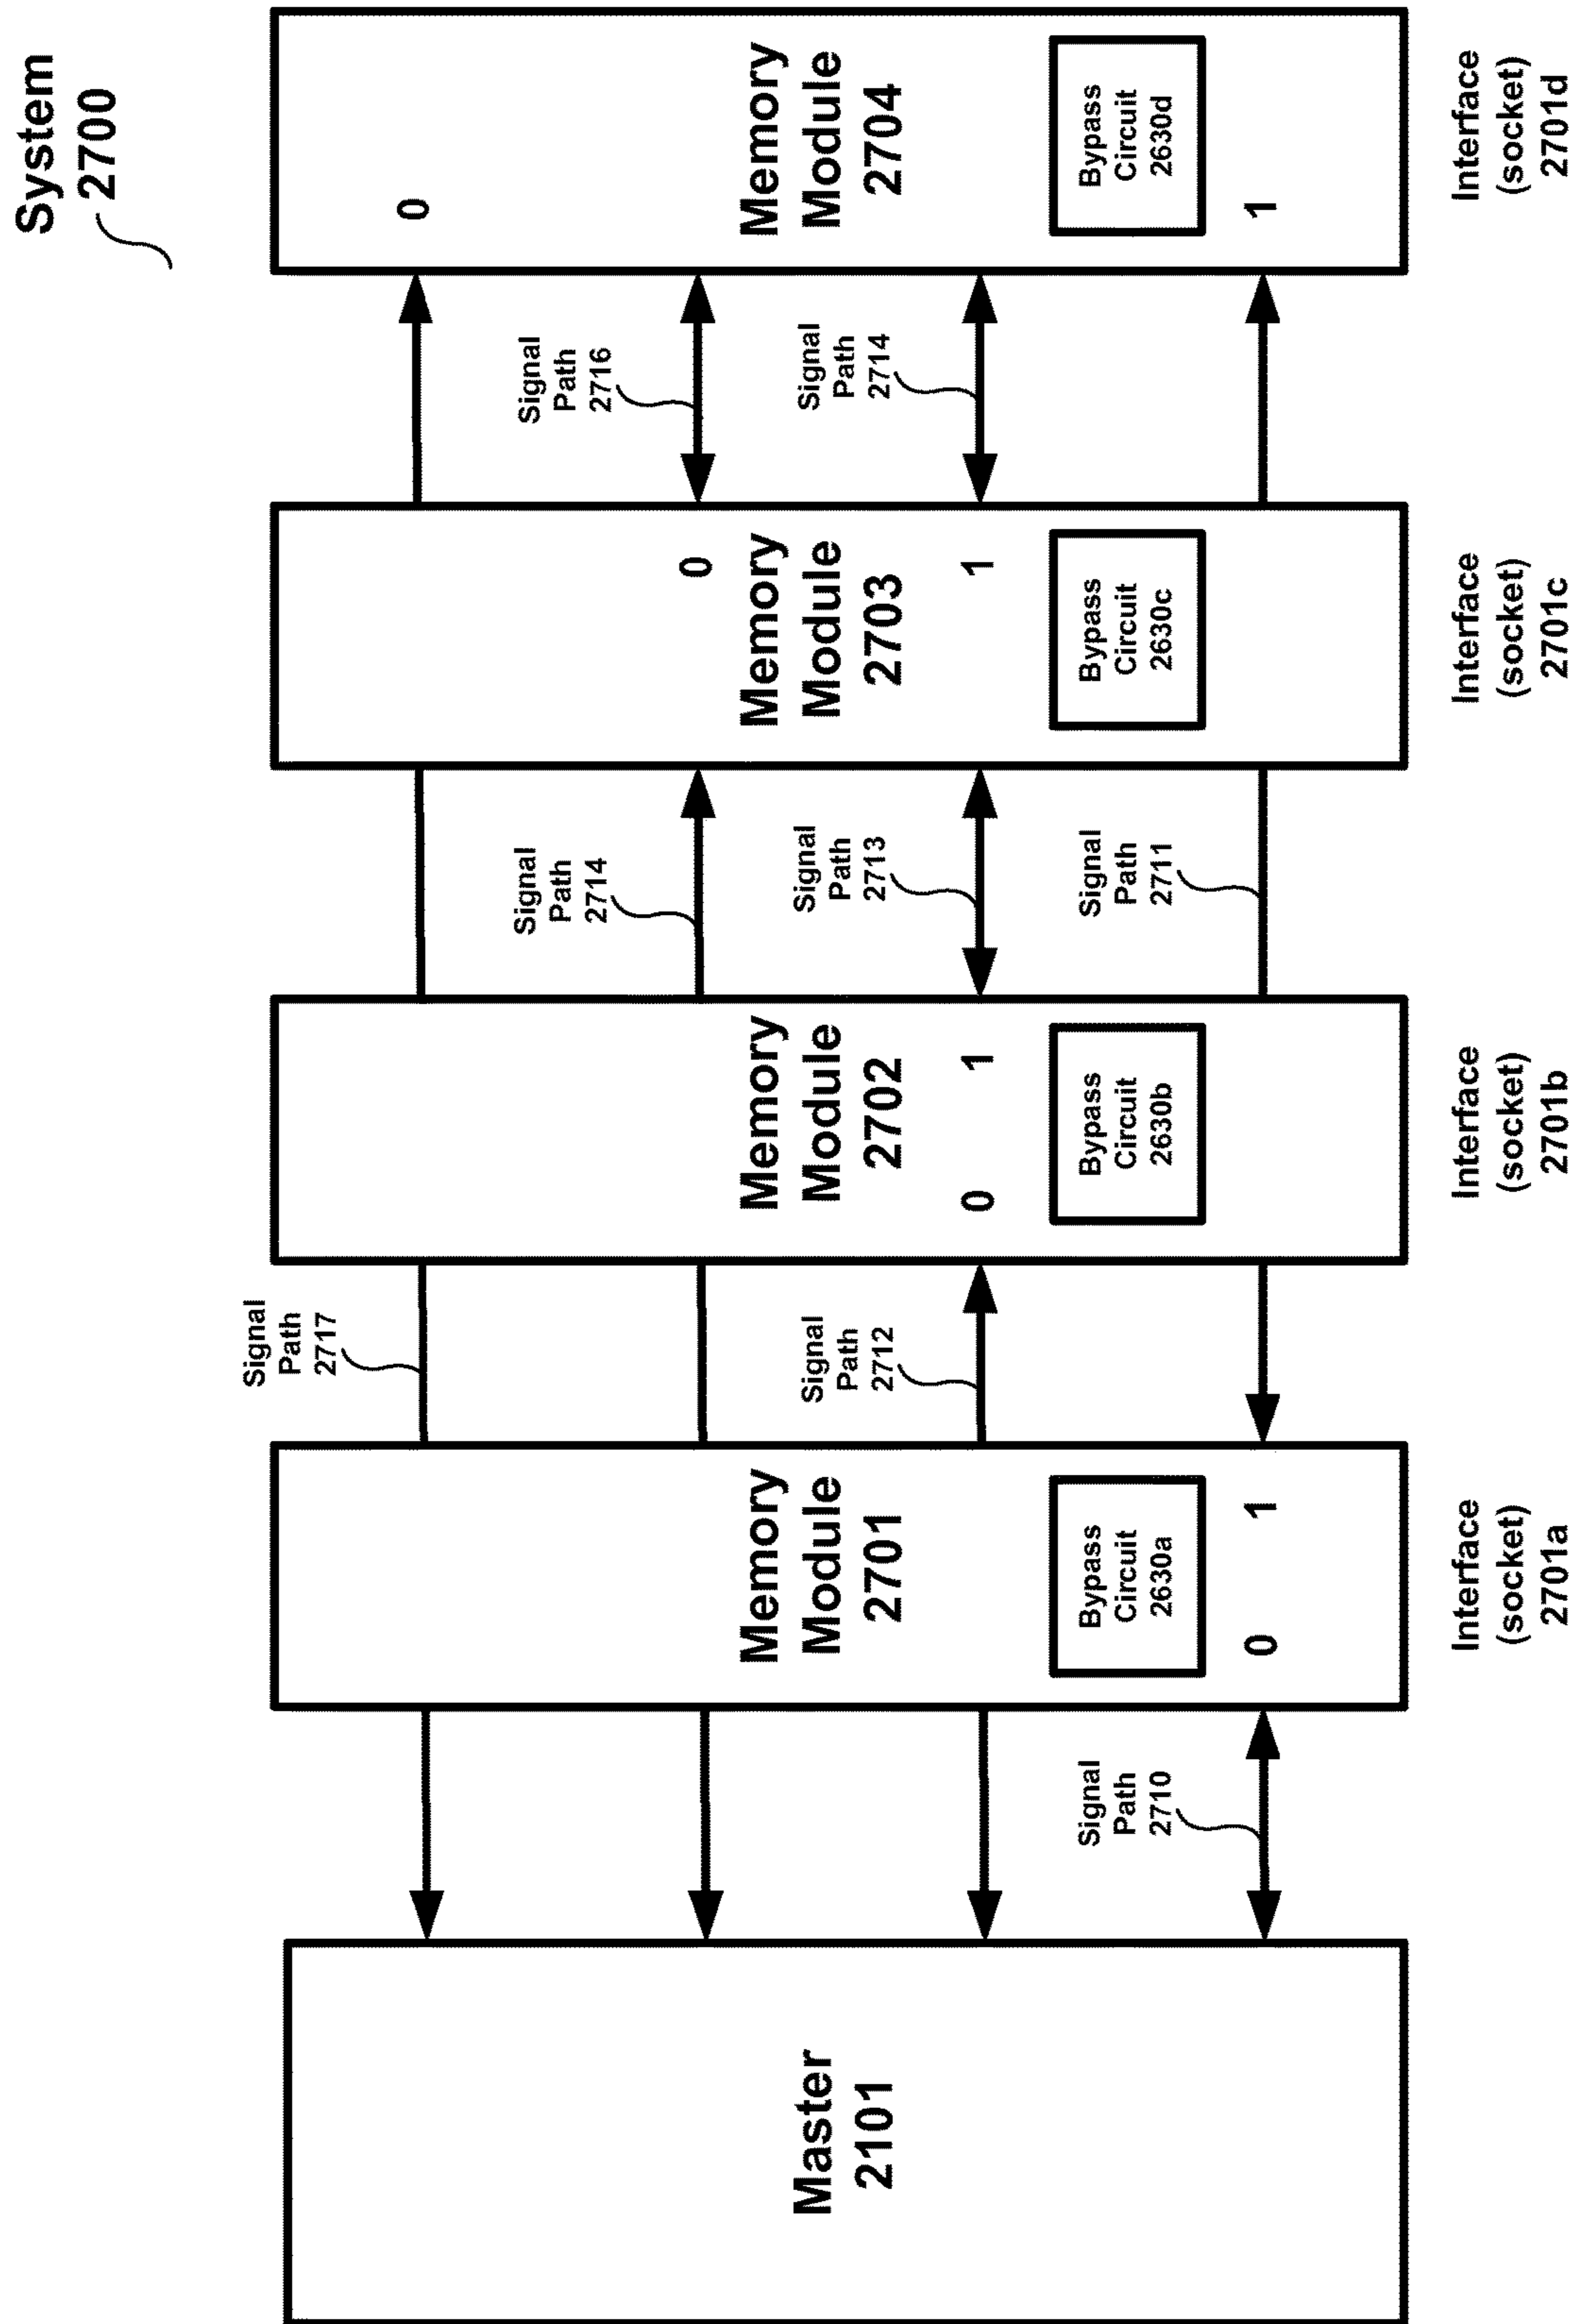 System
2700
Master
2101
Memory
Module
2701
Memory
Module
2702
Memory
Module
2703
Memory
Module
2704
Bypass
Circuit
2630a
Bypass
Circuit
2630b
Bypass
Circuit
2630c
Bypass
Circuit
2630d
0
1
0
1
0
1
0
1
Signal
Path
2717
Signal
Path
2714
Signal
Path
2716
Signal
Path
2712
Signal
Path
2713
Signal
Path
2714
Signal
Path
2710
Signal
Path
2711
Interface
(socket)
2701a
Interface
(socket)
2701b
Interface
(socket)
2701c
Interface
(socket)
2701d